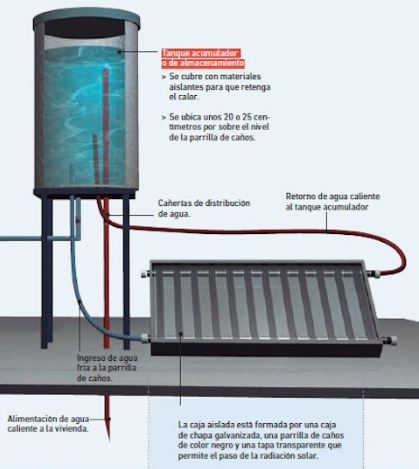 Tanque acumulador
o de almacenamiento
> Se cubre con materiales
aislantes para que retenga
el calor.
> Se ubica unos 20 o 25 cen-
tímetros por sobre el nivel
de la parrilla de caños.
Cañerías de distribución
de agua.
Retorno de agua caliente
al tanque acumulador
Ingreso de agua
fría a la parrilla
de caños.
Alimentación de agua
caliente a la vivienda.
La caja aislada está formada por una caja
de chapa galvanizada, una parrilla de caños
de color negro y una tapa transparente que
permite el paso de la radiación solar.